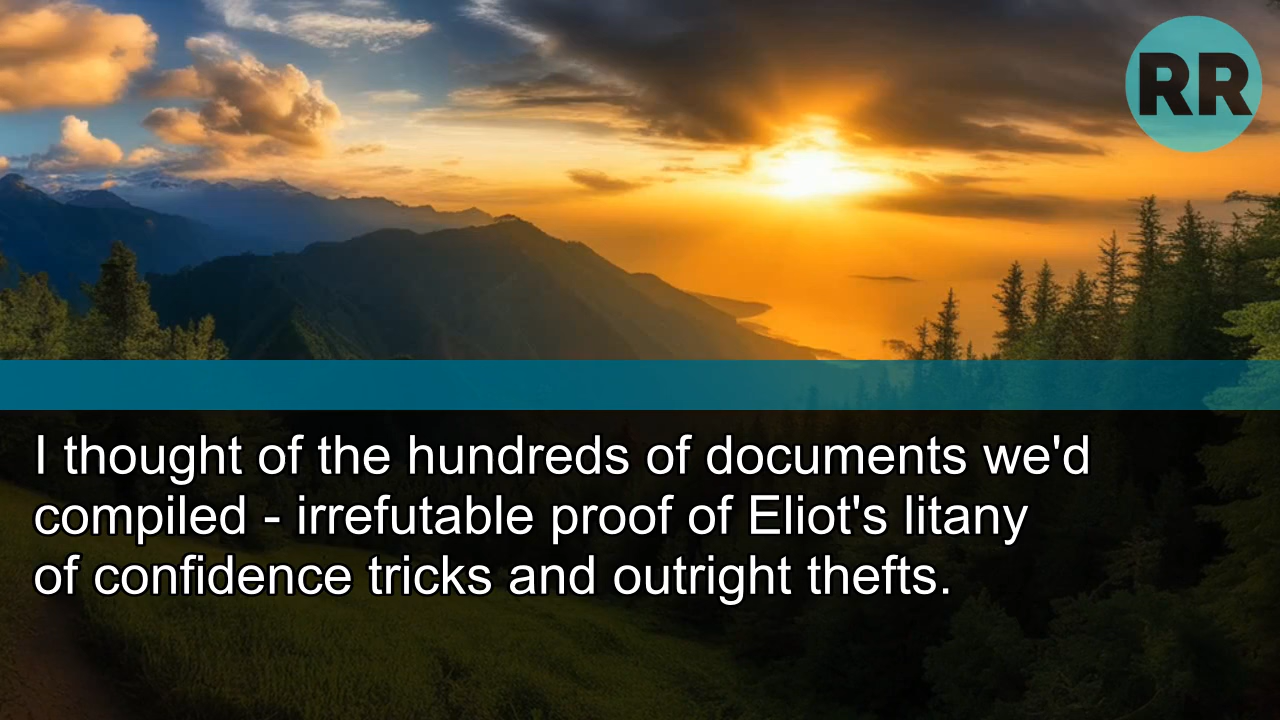 RR
I thought of the hundreds of documents we'd
compiled - irrefutable proof of Eliot's litany
of confidence tricks and outright thefts.